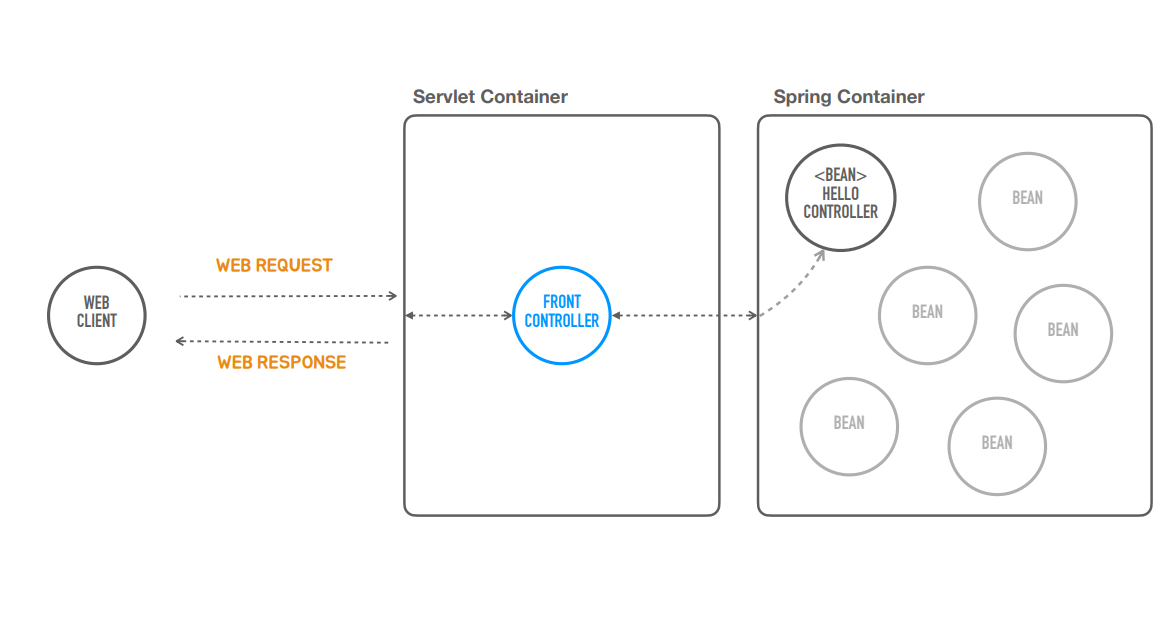 Servlet Container
Spring Container
<BEAN>
HELLO
CONTROLLER
BEAN
WEB REQUEST
WEB
CLIENT
FRONT
CONTROLLER
BEAN
BEAN
WEB RESPONSE
BEAN
BEAN